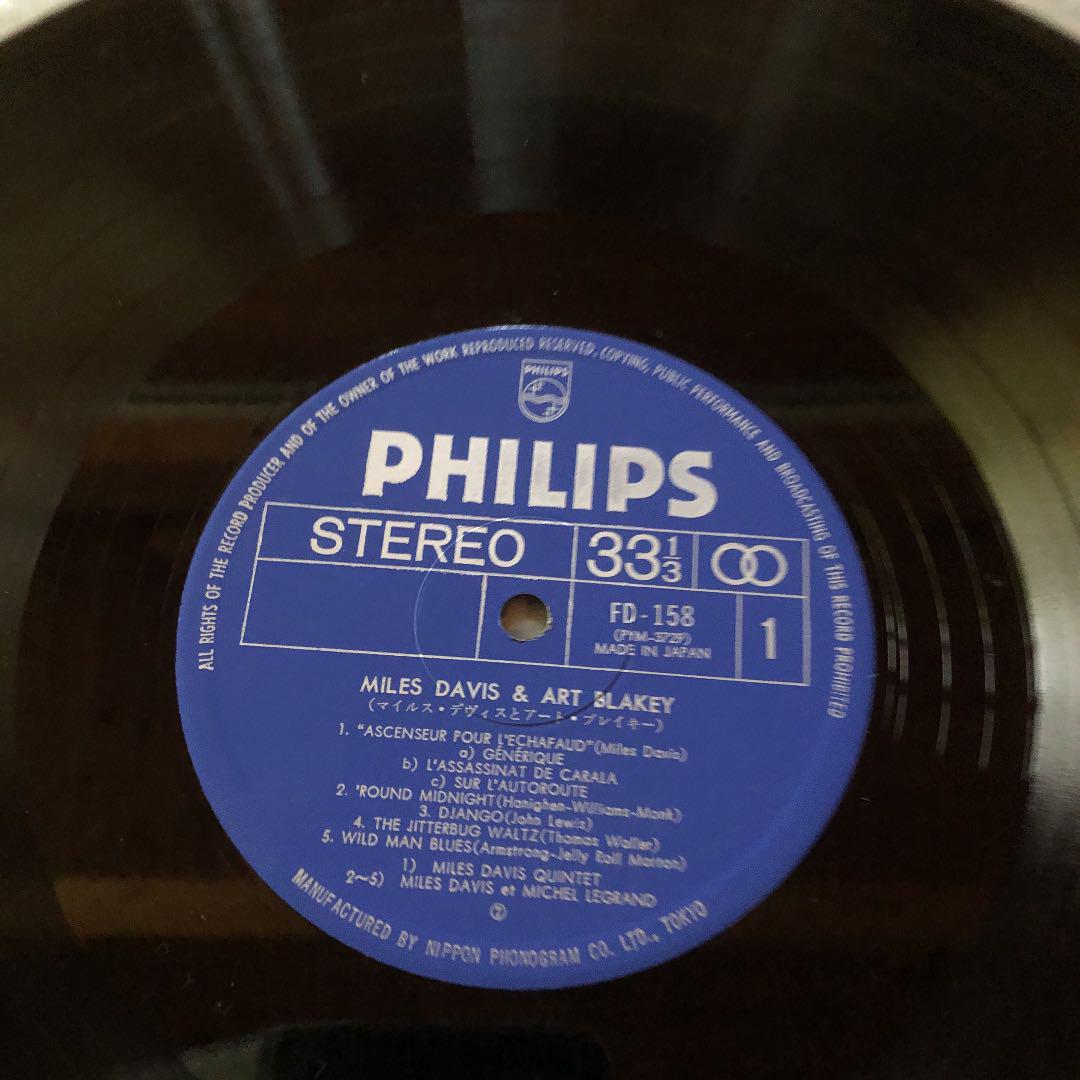 ALL RIGHTS OF THE RECORD PRODUCER AND OF THE OWNER OF THE WORK REPRODUCED RESERVED. COPYING, PUBLIC PERFORMANCE AND BROADCASTING OF THIS RECORD PROHIBITED
PHILIPS
PHILIPS
STEREO
33 1/3
FD-158
(PYM-3729)
MADE IN JAPAN
1
MILES DAVIS & ART BLAKEY
(マイルス・デヴィスとアート・ブレイキー)
1. "ASCENSEUR POUR L'ECHAFAUD"(Miles Davis)
a) GÉNÉRIQUE
b) L'ASSASSINAT DE CARALA
c) SUR L'AUTOROUTE
2. 'ROUND MIDNIGHT(Hanighen-Williams-Monk)
3. DJANGO(John Lewis)
4. THE JITTERBUG WALTZ(Thomas Waller)
5. WILD MAN BLUES(Armstrong-Jelly Roll Morton)
1) MILES DAVIS QUINTET
2~5) MILES DAVIS et MICHEL LEGRAND
MANUFACTURED BY NIPPON PHONOGRAM CO. LTD., TOKYO